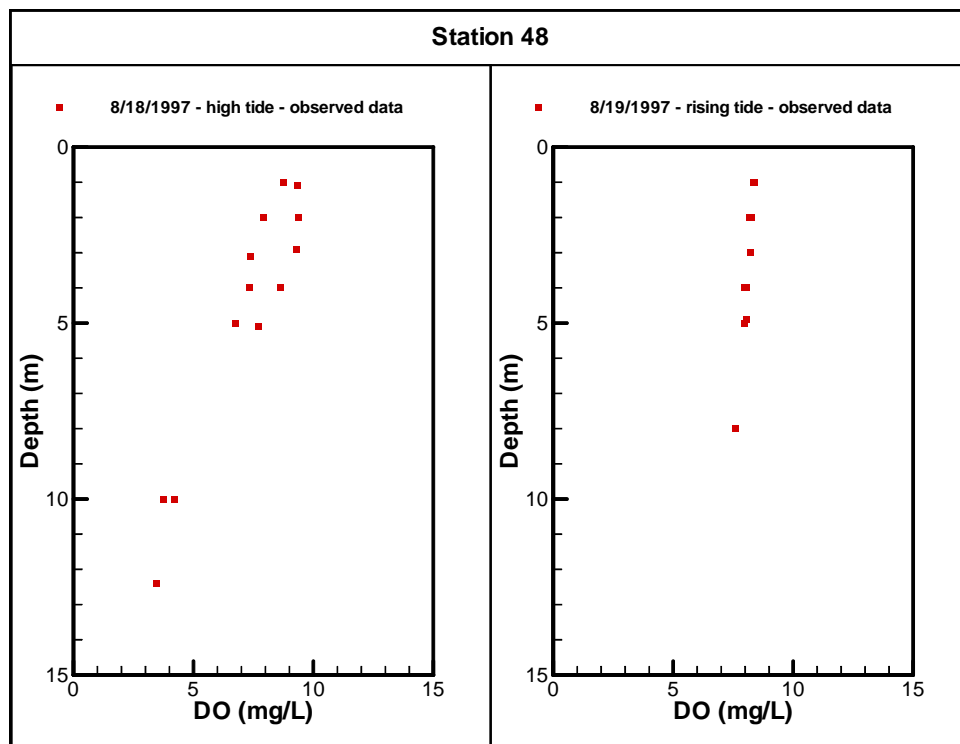 Station 48
8/18/1997 - high tide - observed data
0
5
10
15
Depth (m)
0 5 10 15
DO (mg/L)
8/19/1997 - rising tide - observed data
0
5
10
15
Depth (m)
0 5 10 15
DO (mg/L)